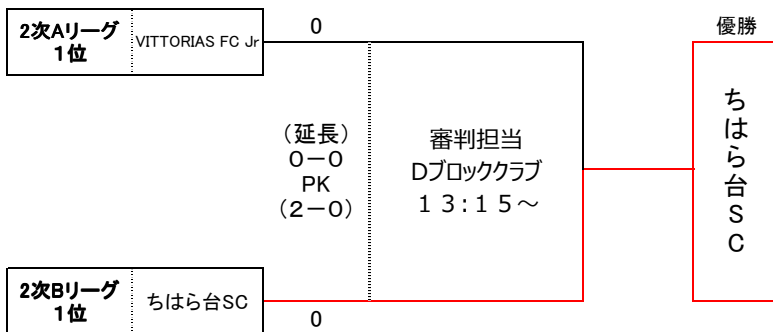 2次Aリーグ
1位
VITTORIAS FC Jr
0
優勝
(延長)
0－0
PK
(2－0)
審判担当
Dブロッククラブ
13:15～
ちはら台SC
2次Bリーグ
1位
ちはら台SC
0